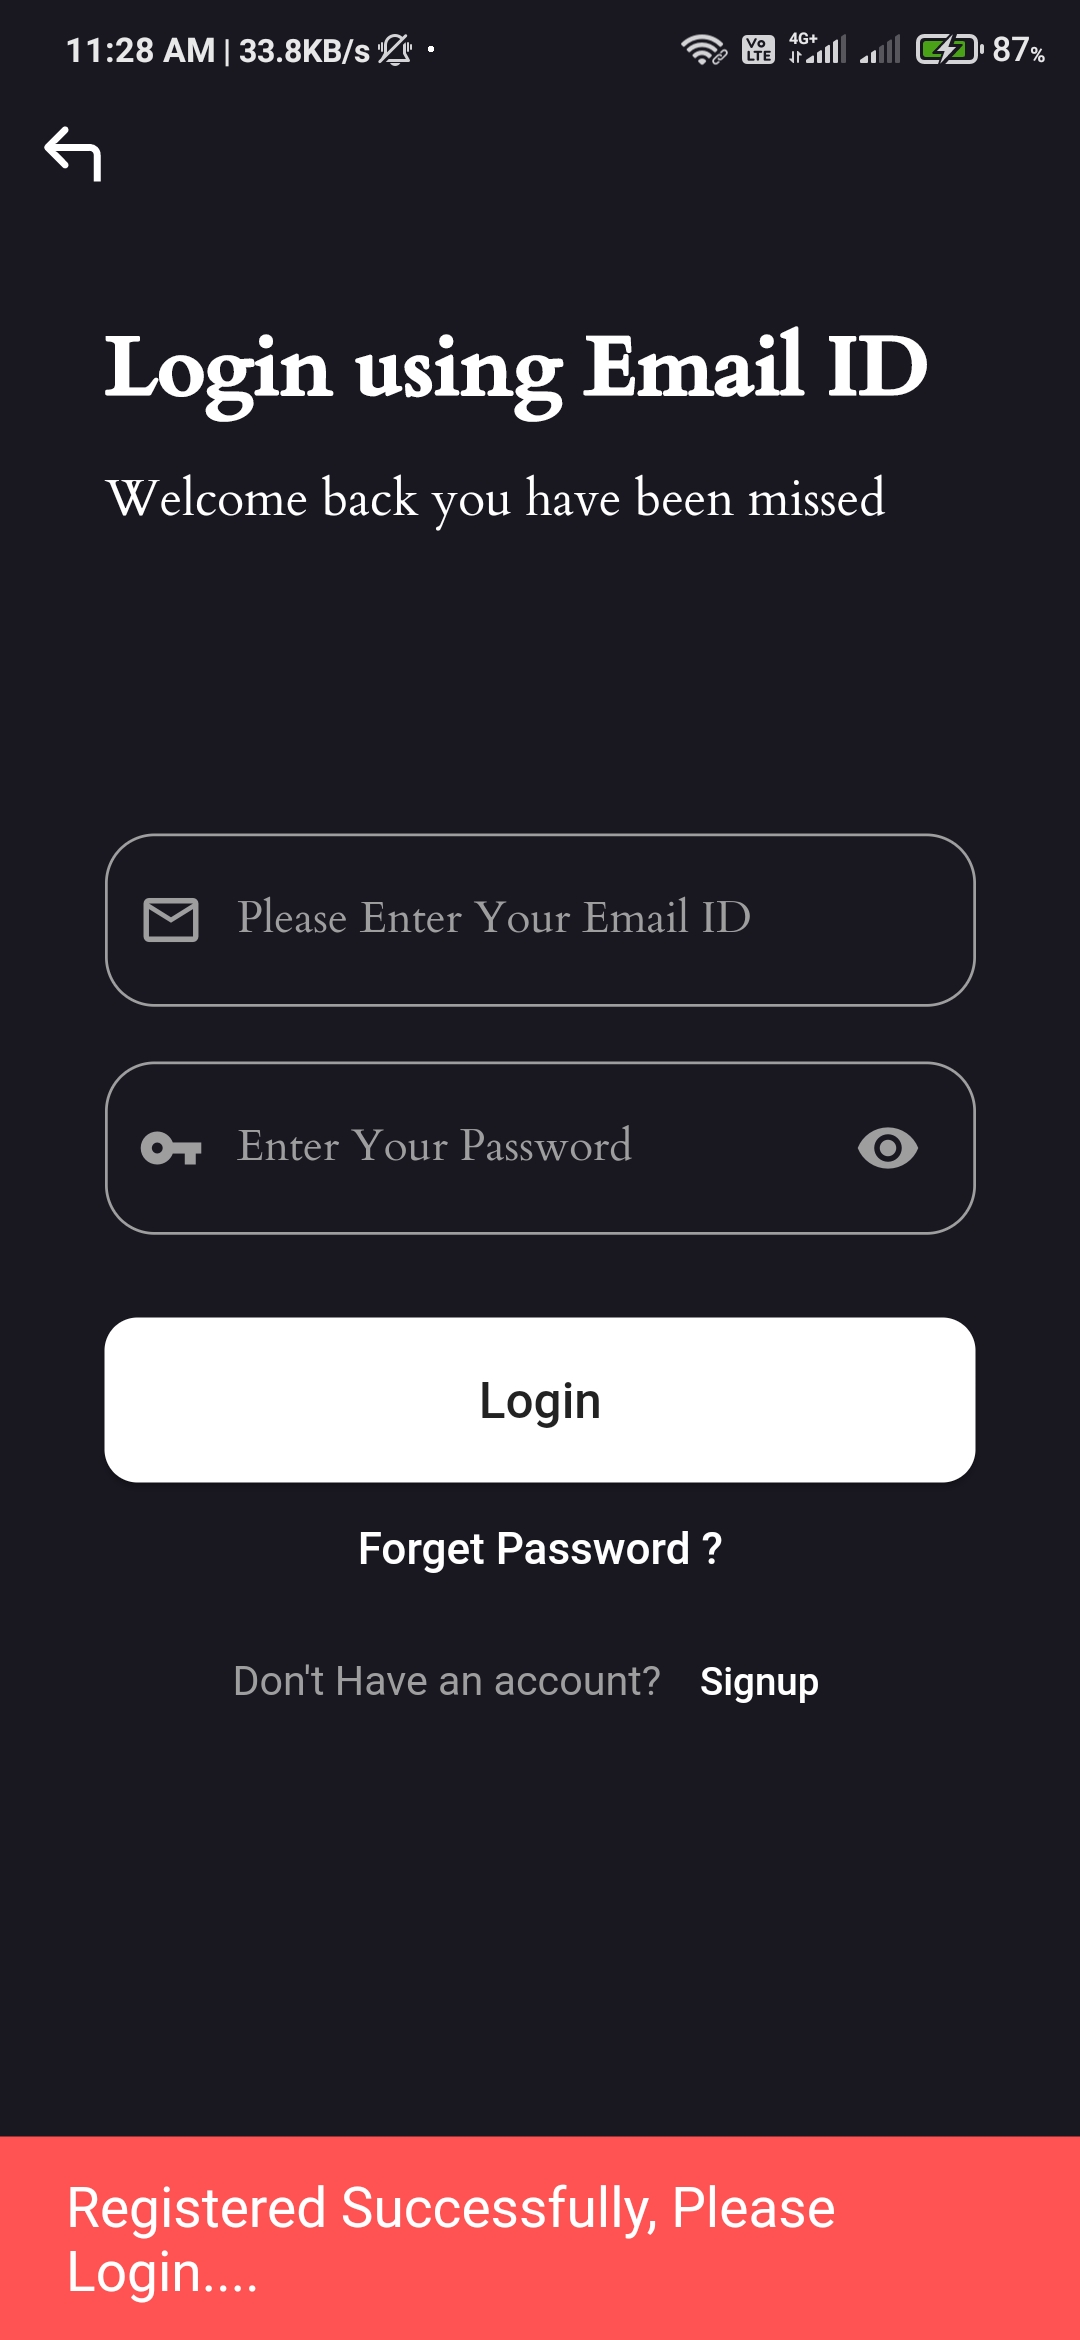 11:28 AM | 33.8KB/s
Vo LTE 4G+ 87%
Login using Email ID
Welcome back you have been missed
Please Enter Your Email ID
Enter Your Password
Login
Forget Password ?
Don't Have an account? Signup
Registered Successfully, Please
Login....